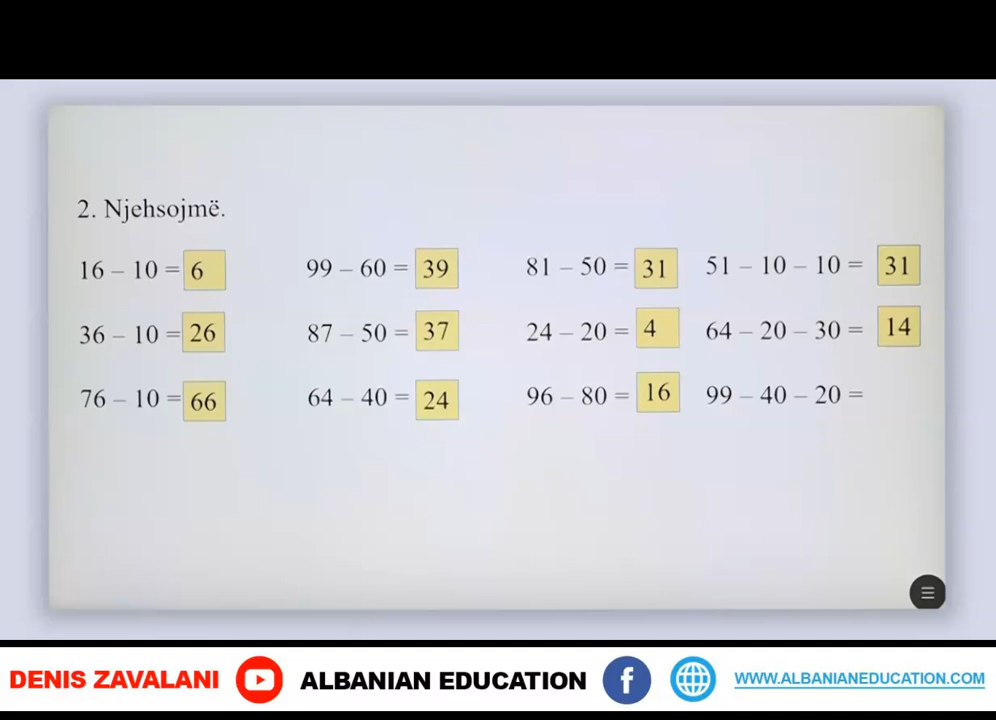 2. Njehsojmë.
16 – 10 = 6 99 – 60 = 39 81 – 50 = 31 51 – 10 – 10 = 31
36 – 10 = 26 87 – 50 = 37 24 – 20 = 4 64 – 20 – 30 = 14
76 – 10 = 66 64 – 40 = 24 96 – 80 = 16 99 – 40 – 20 =
DENIS ZAVALANI ALBANIAN EDUCATION f WWW.ALBANIANEDUCATION.COM